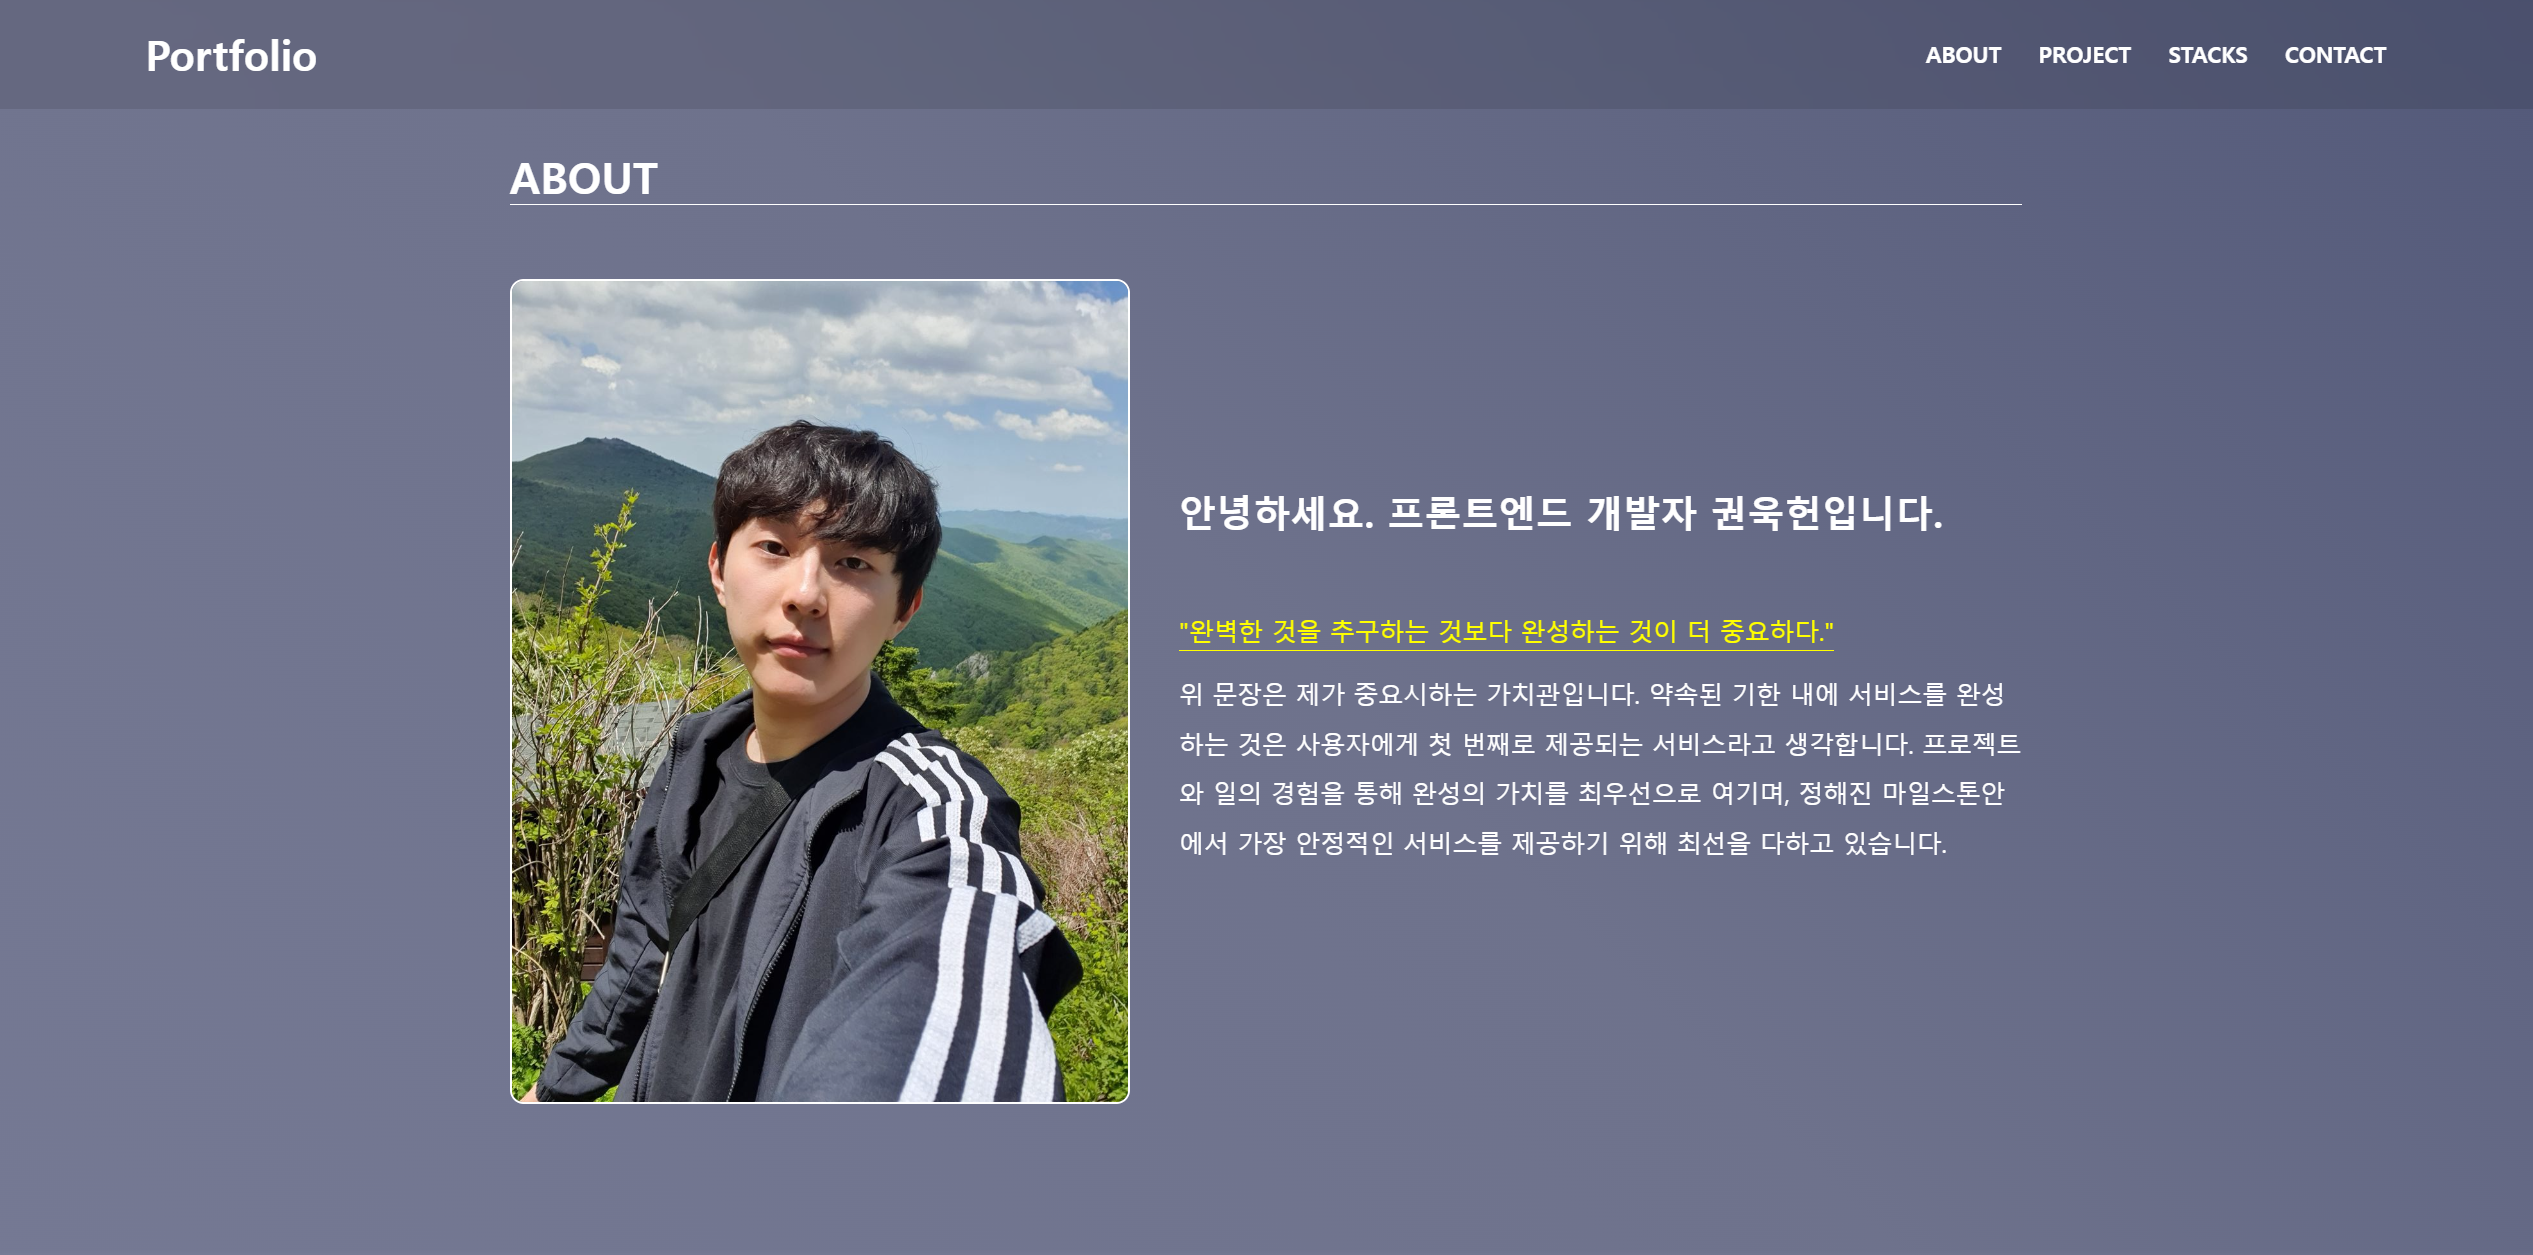 Portfolio
ABOUT
PROJECT
STACKS
CONTACT
ABOUT
안녕하세요. 프론트엔드 개발자 권욱헌입니다.
"완벽한 것을 추구하는 것보다 완성하는 것이 더 중요하다."
위 문장은 제가 중요시하는 가치관입니다. 약속된 기한 내에 서비스를 완성
하는 것은 사용자에게 첫 번째로 제공되는 서비스라고 생각합니다. 프로젝트
와 일의 경험을 통해 완성의 가치를 최우선으로 여기며, 정해진 마일스톤안
에서 가장 안정적인 서비스를 제공하기 위해 최선을 다하고 있습니다.